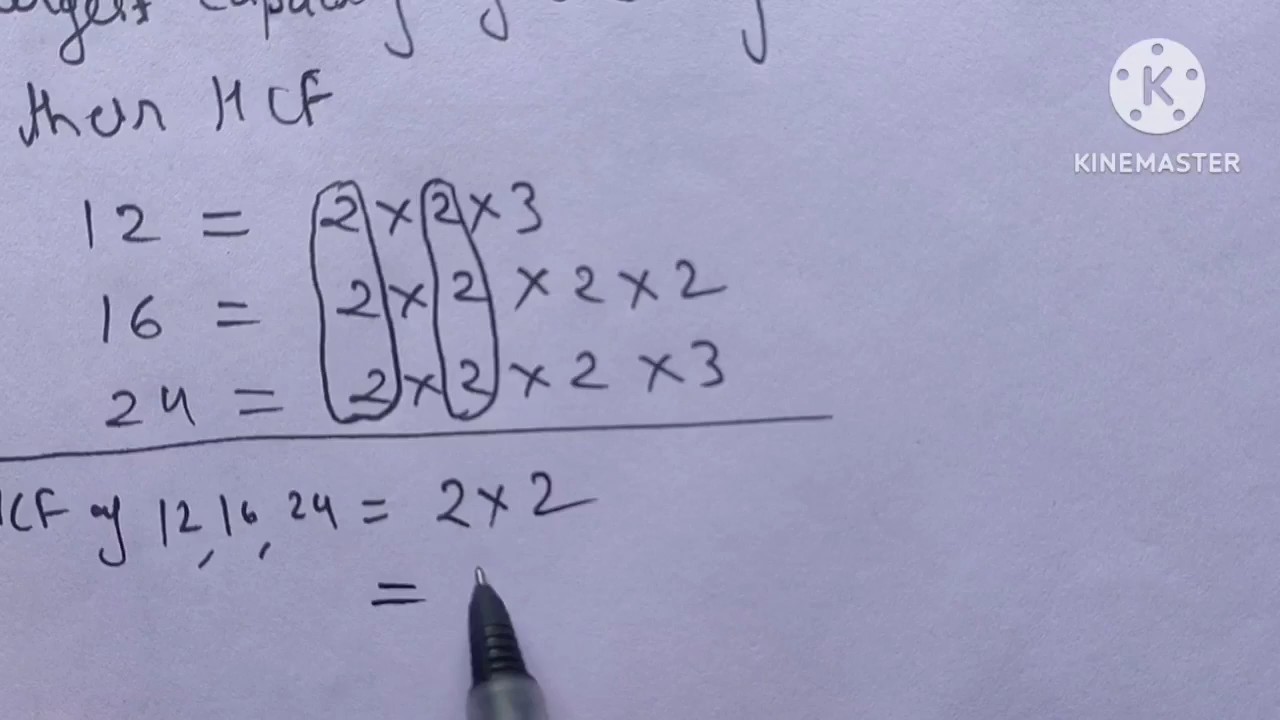 then HCF
K
KINEMASTER
12 = 2 × 2 × 3
16 = 2 × 2 × 2 × 2
24 = 2 × 2 × 2 × 3
HCF of 12, 16, 24 = 2 × 2
=